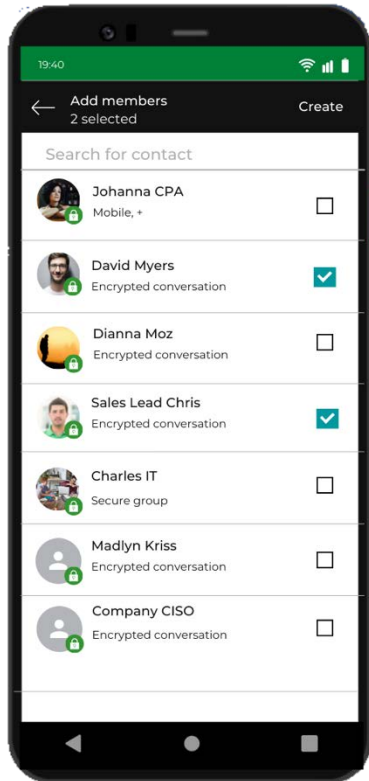 19:40
Add members
2 selected
Create
Search for contact
Johanna CPA
Mobile, +
David Myers
Encrypted conversation
Dianna Moz
Encrypted conversation
Sales Lead Chris
Encrypted conversation
Charles IT
Secure group
Madlyn Kriss
Encrypted conversation
Company CISO
Encrypted conversation